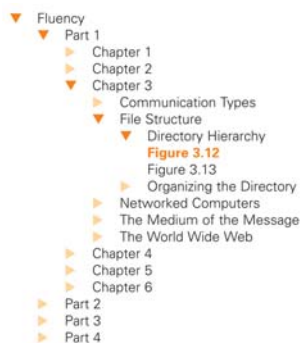 Fluency
Part 1
Chapter 1
Chapter 2
Chapter 3
Communication Types
File Structure
Directory Hierarchy
Figure 3.12
Figure 3.13
Organizing the Directory
Networked Computers
The Medium of the Message
The World Wide Web
Chapter 4
Chapter 5
Chapter 6
Part 2
Part 3
Part 4